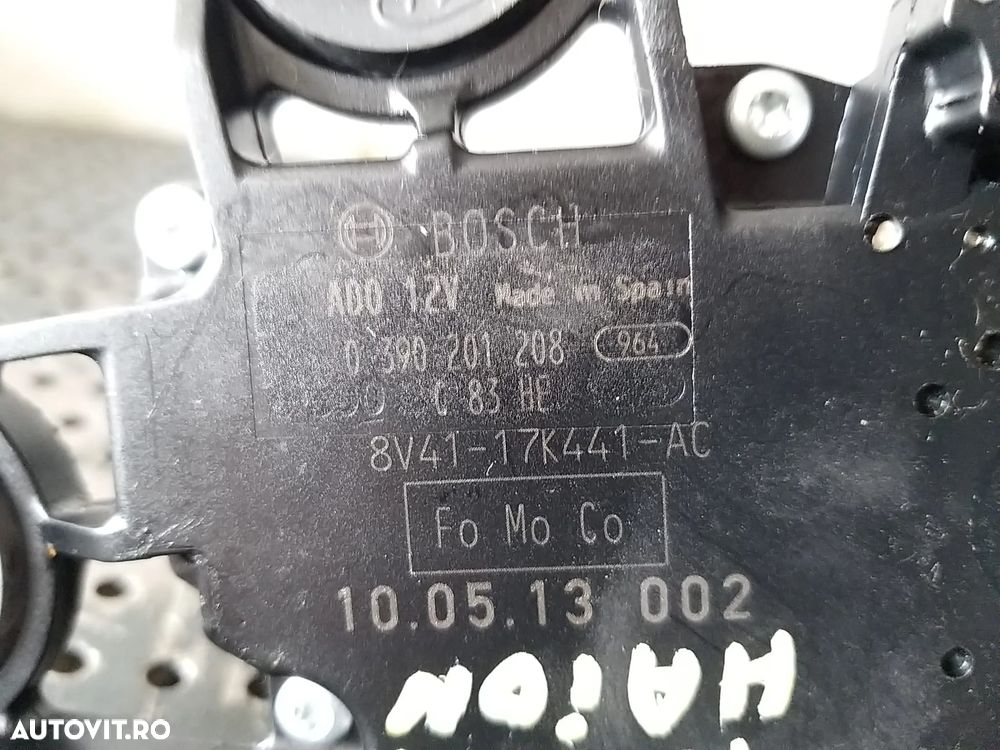 BOSCH
ADO 12V Made in Spain
0 390 201 208 964
C 83 HE
8V41-17K441-AC
Fo Mo Co
10.05.13 002
HAION
AUTOVIT.RO